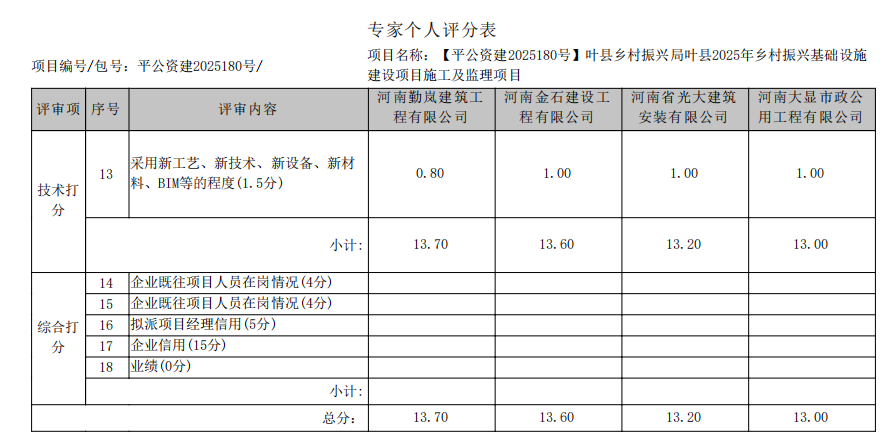 专家个人评分表
项目编号/包号：平公资建2025180号/
项目名称：【平公资建2025180号】叶县乡村振兴局叶县2025年乡村振兴基础设施
建设项目施工及监理项目
评审项 序号 评审内容 河南勤岚建筑工程有限公司 河南金石建设工程有限公司 河南省光大建筑安装有限公司 河南大显市政公用工程有限公司
技术打分
13 采用新工艺、新技术、新设备、新材料、BIM等的程度(1.5分) 0.80 1.00 1.00 1.00
小计: 13.70 13.60 13.20 13.00
综合打分
14 企业既往项目人员在岗情况(4分)
15 企业既往项目人员在岗情况(4分)
16 拟派项目经理信用(5分)
17 企业信用(15分)
18 业绩(0分)
小计:
总分： 13.70 13.60 13.20 13.00